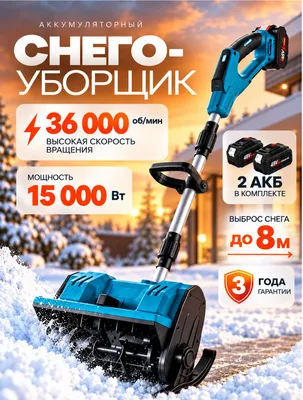 АККУМУЛЯТОРНЫЙ
СНЕГО-
УБОРЩИК
36 000 об/мин
ВЫСОКАЯ СКОРОСТЬ
ВРАЩЕНИЯ
МОЩНОСТЬ
15 000 Вт
2 АКБ
В КОМПЛЕКТЕ
ВЫБРОС СНЕГА
ДО 8м
3 ГОДА
ГАРАНТИИ